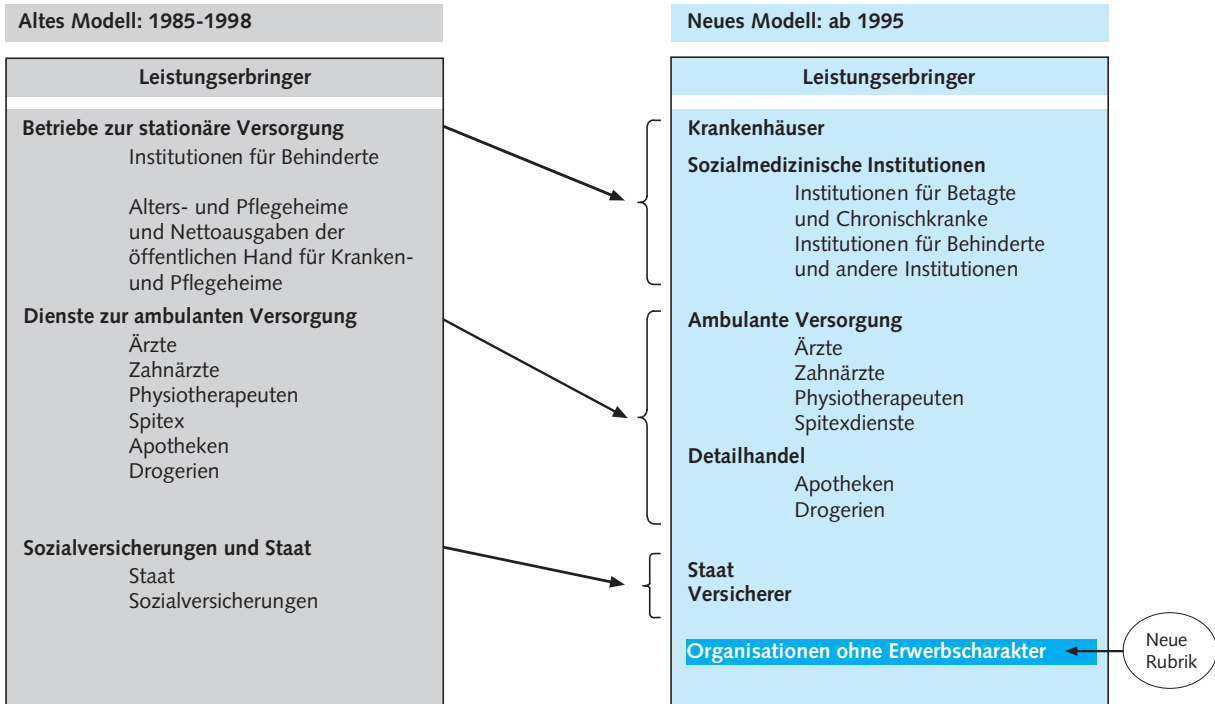 Altes Modell: 1985-1998
Leistungserbringer
Betriebe zur stationäre Versorgung
Institutionen für Behinderte
Alters- und Pflegeheime
und Nettoausgaben der
öffentlichen Hand für Kranken-
und Pflegeheime
Dienste zur ambulanten Versorgung
Ärzte
Zahnärzte
Physiotherapeuten
Spitex
Apotheken
Drogerien
Sozialversicherungen und Staat
Staat
Sozialversicherungen
Neues Modell: ab 1995
Leistungserbringer
Krankenhäuser
Sozialmedizinische Institutionen
Institutionen für Betagte
und Chronischkranke
Institutionen für Behinderte
und andere Institutionen
Ambulante Versorgung
Ärzte
Zahnärzte
Physiotherapeuten
Spitexdienste
Detailhandel
Apotheken
Drogerien
Staat
Versicherer
Organisationen ohne Erwerbscharakter
Neue
Rubrik